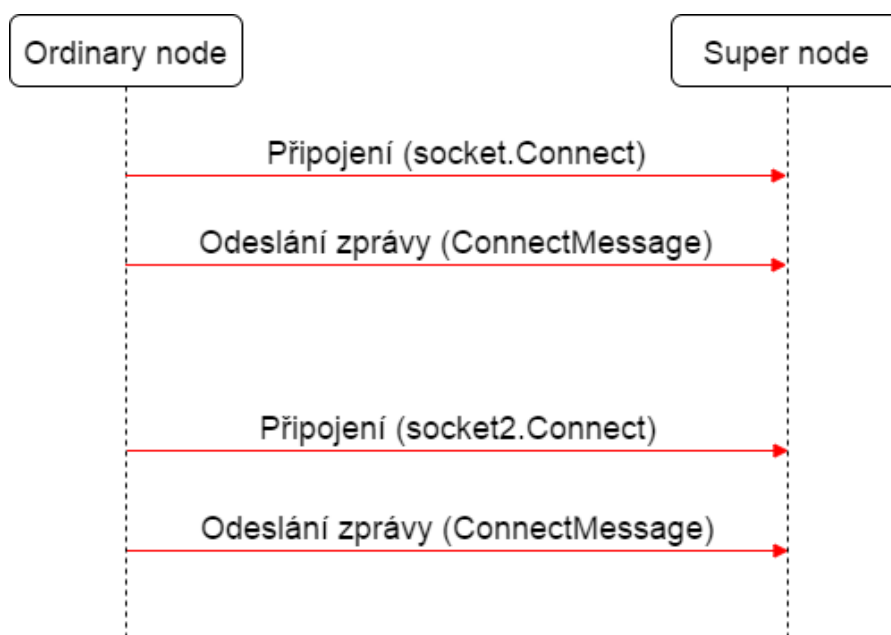 Ordinary node
Super node
Připojení (socket.Connect)
Odeslání zprávy (ConnectMessage)
Připojení (socket2.Connect)
Odeslání zprávy (ConnectMessage)